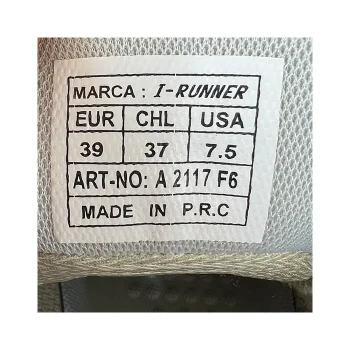 MARCA : I-RUNNER
EUR CHL USA
39 37 7.5
ART-NO: A 2117 F6
MADE IN P.R.C